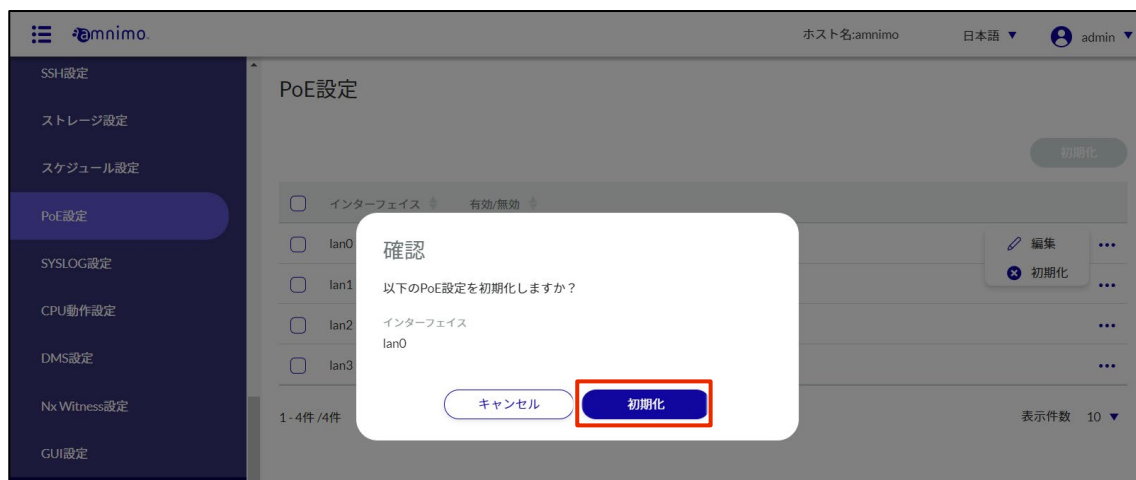 amnimo
ホスト名:amnimo
日本語 ▼
admin ▼
SSH設定
ストレージ設定
スケジュール設定
PoE設定
SYSLOG設定
CPU動作設定
DMS設定
Nx Witness設定
GUI設定
PoE設定
初期化
インターフェイス
有効/無効
lan0
lan1
lan2
lan3
編集
初期化
確認
以下のPoE設定を初期化しますか？
インターフェイス
lan0
キャンセル
初期化
1 - 4件 /4件
表示件数 10 ▼